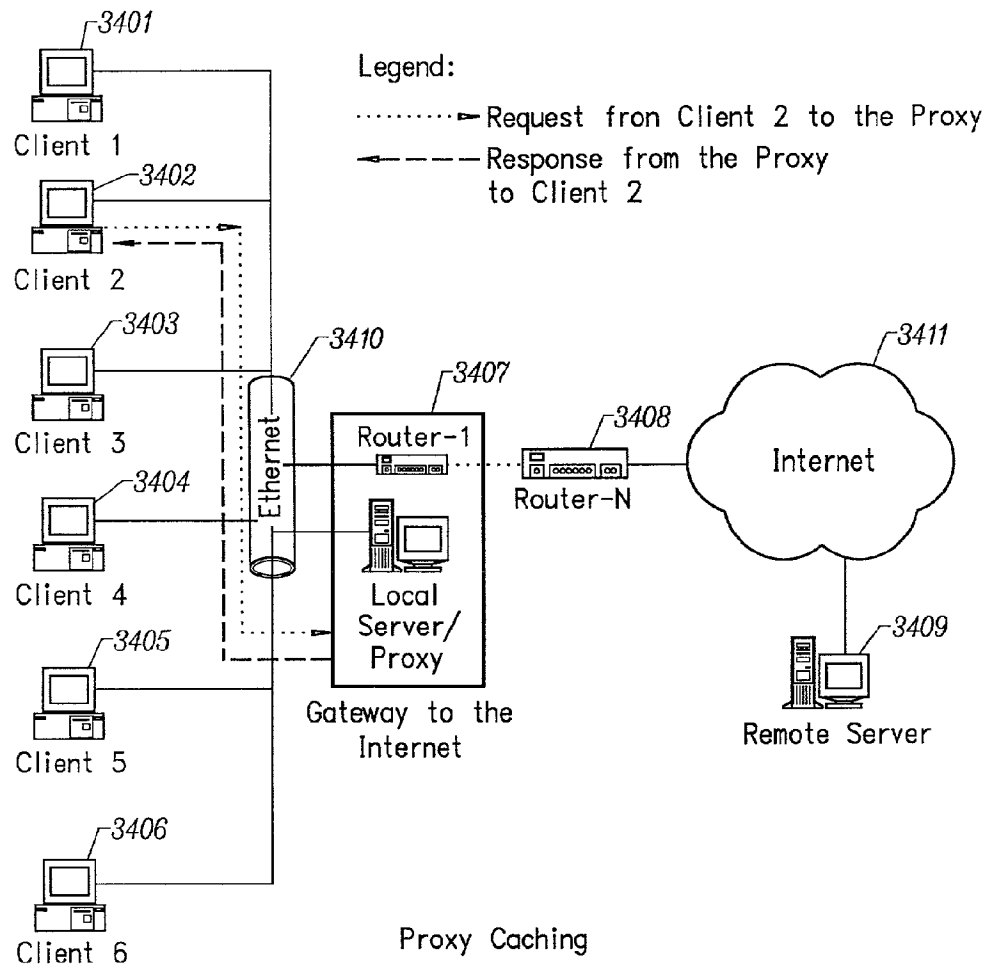 3401
Client 1
Legend:
Request fron Client 2 to the Proxy
Response from the Proxy
to Client 2
3402
Client 2
3403
Client 3
3410
Ethernet
3407
Router-1
3408
Router-N
3411
Internet
3404
Client 4
Local
Server/
Proxy
Gateway to the
Internet
3409
Remote Server
3405
Client 5
3406
Client 6
Proxy Caching